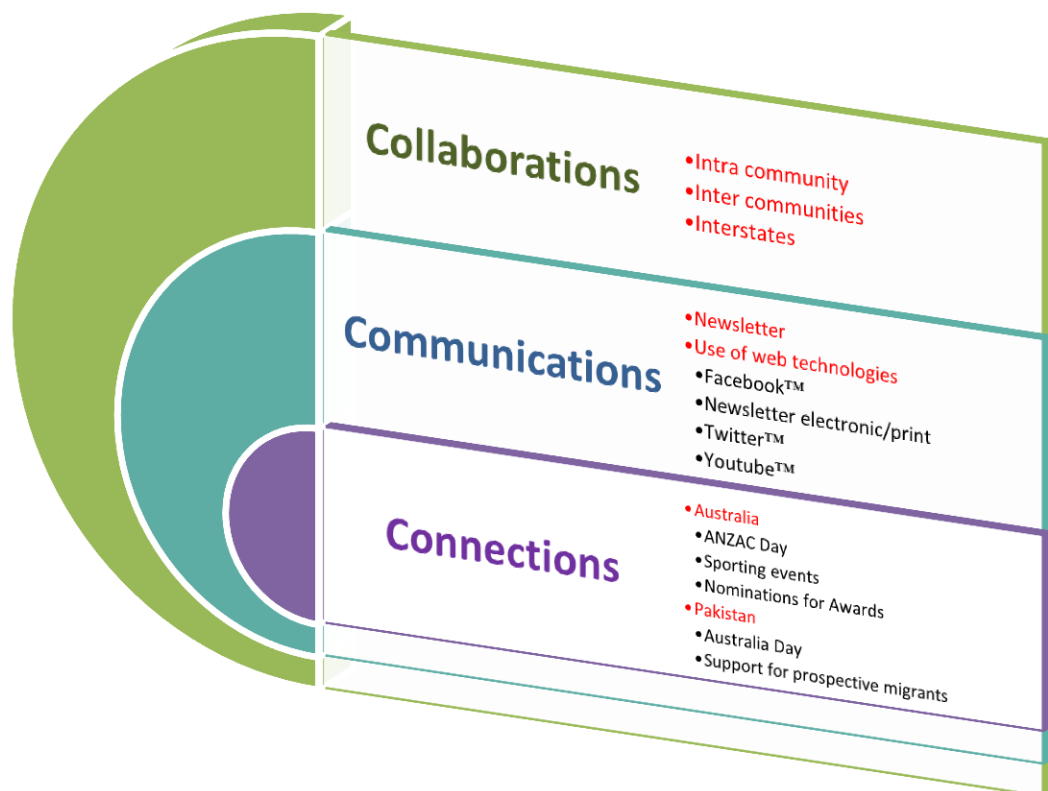 Collaborations
•Intra community
•Inter communities
•Interstates
Communications
•Newsletter
•Use of web technologies
•Facebook™
•Newsletter electronic/print
•Twitter™
•Youtube™
Connections
•Australia
•ANZAC Day
•Sporting events
•Nominations for Awards
•Pakistan
•Australia Day
•Support for prospective migrants